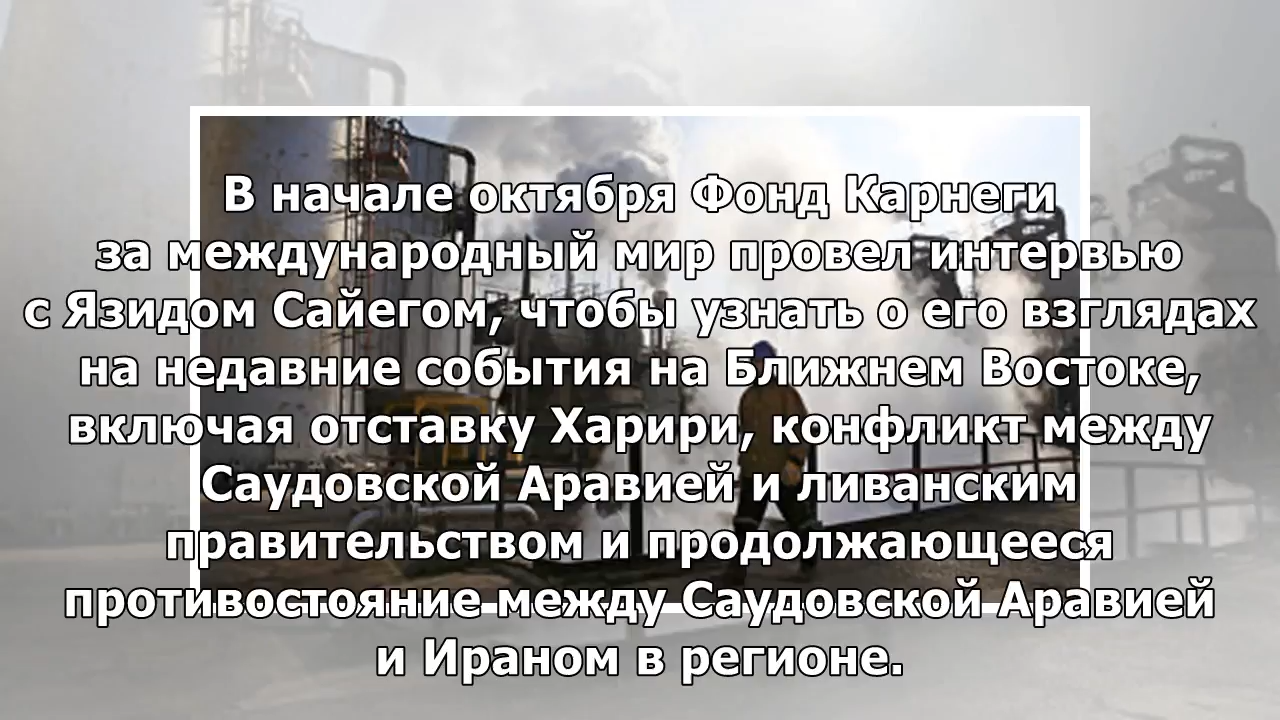 В начале октября Фонд Карнеги
за международный мир провел интервью
с Язидом Сайегом, чтобы узнать о его взглядах
на недавние события на Ближнем Востоке,
включая отставку Харири, конфликт между
Саудовской Аравией и ливанским
правительством и продолжающееся
противостояние между Саудовской Аравией
и Ираном в регионе.